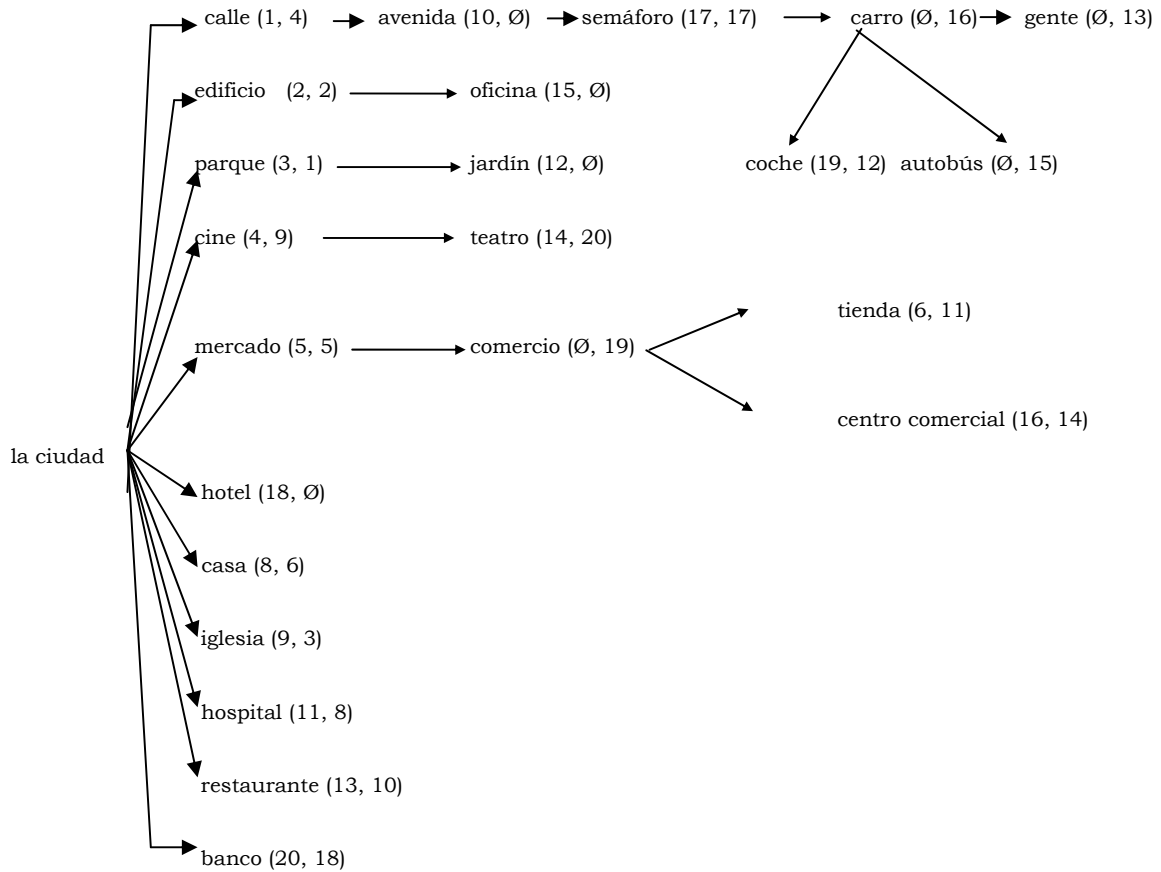 calle (1, 4) avenida (10, Ø) semáforo (17, 17) carro (Ø, 16) gente (Ø, 13)
edificio (2, 2) oficina (15, Ø)
parque (3, 1) jardín (12, Ø) coche (19, 12) autobús (Ø, 15)
cine (4, 9) teatro (14, 20)
tienda (6, 11)
mercado (5, 5) comercio (Ø, 19)
centro comercial (16, 14)
la ciudad
hotel (18, Ø)
casa (8, 6)
iglesia (9, 3)
hospital (11, 8)
restaurante (13, 10)
banco (20, 18)